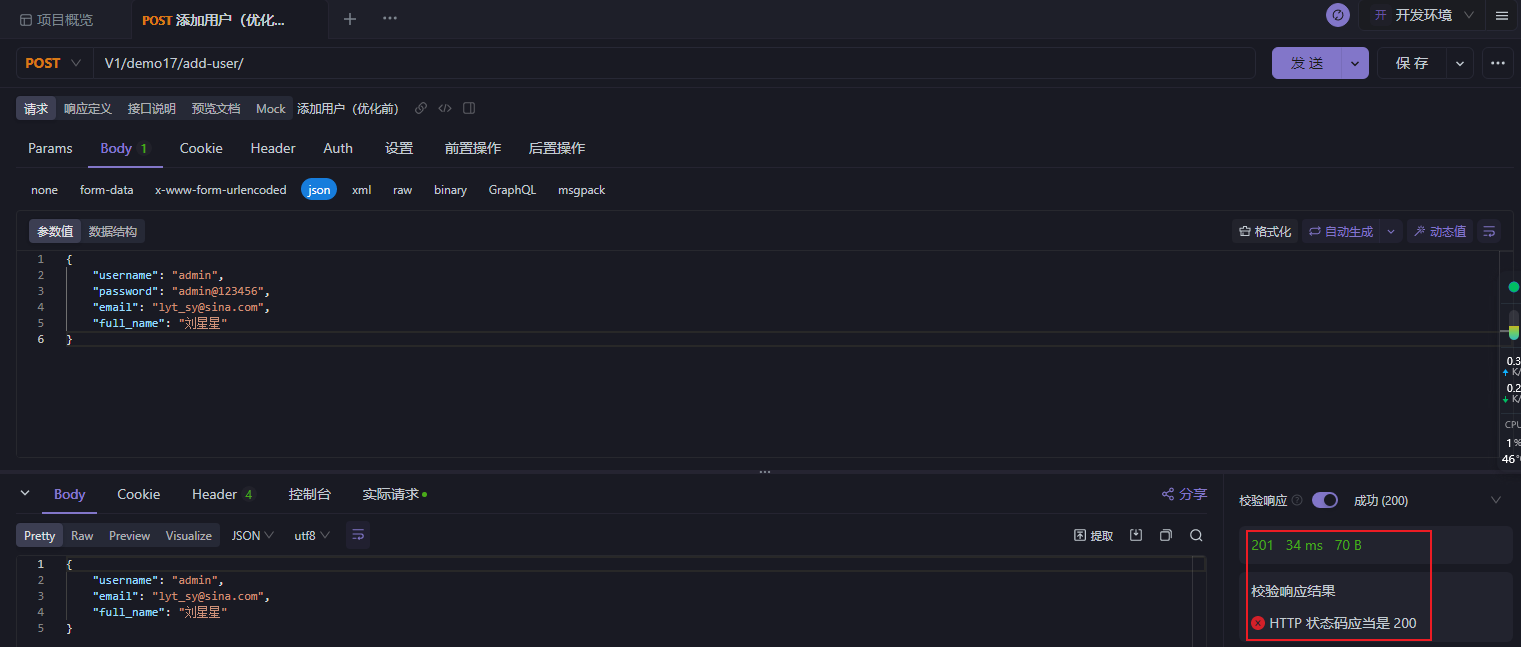 项目概览 POST 添加用户（优化... 开 开发环境
POST V1/demo17/add-user/ 发 送 保 存
请求 响应定义 接口说明 预览文档 Mock 添加用户（优化前）
Params Body 1 Cookie Header Auth 设置 前置操作 后置操作
none form-data x-www-form-urlencoded json xml raw binary GraphQL msgpack
参数值 数据结构 格式化 自动生成 动态值
1 {
2 "username": "admin",
3 "password": "admin@123456",
4 "email": "lyt_sy@sina.com",
5 "full_name": "刘星星"
6 }
0.3
K/
0.2
K/
CPU
1%
46°
Body Cookie Header 4 控制台 实际请求 分享
校验响应 成功 (200)
Pretty Raw Preview Visualize JSON utf8 提取
201 34 ms 70 B
1 {
2 "username": "admin",
3 "email": "lyt_sy@sina.com",
4 "full_name": "刘星星"
5 }
校验响应结果
HTTP 状态码应当是 200